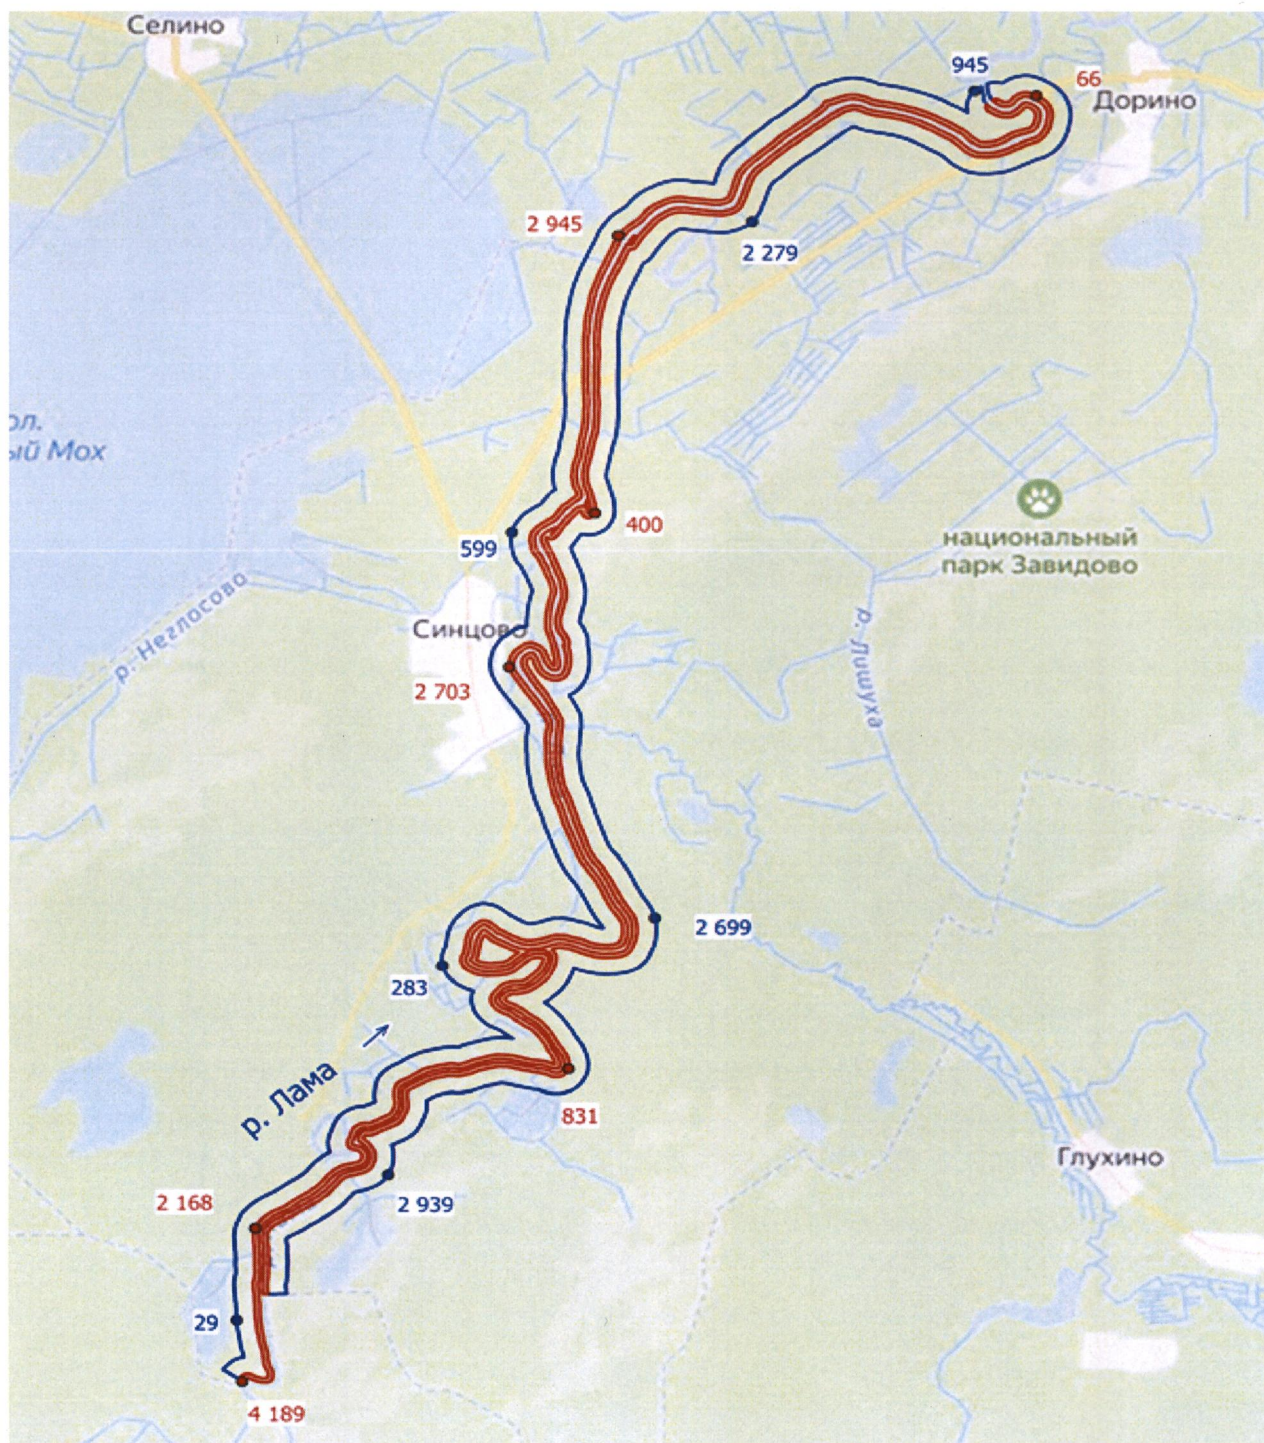 Селино
945
66
Дорино
2 945
2 279
ол.
ый Мох
400
национальный
парк Завидово
599
р. Неглосово
Синцово
р. Лишуха
2 703
2 699
283
р. Лама
831
Глухино
2 168
2 939
29
4 189